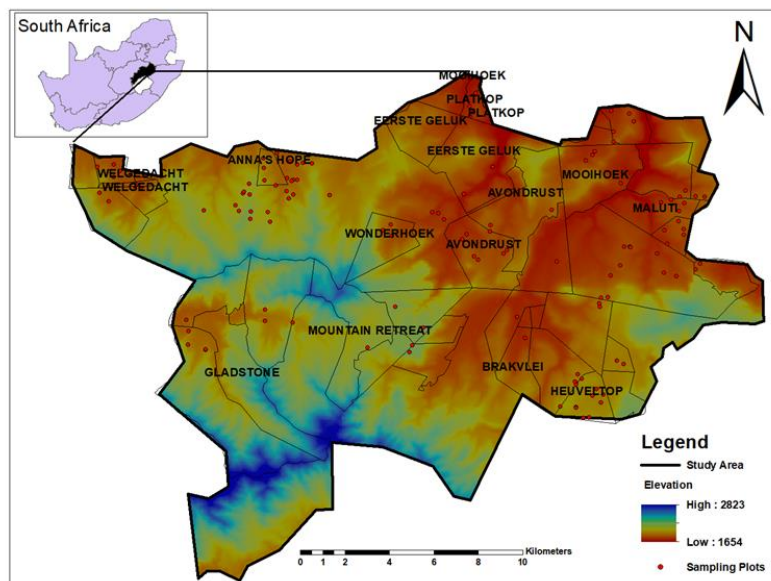 South Africa
N
MOOIHOEK
PLATKOP
PLATKOP
EERSTE GELUK
ANNA'S HOPE
EERSTE GELUK
WELGEDACHT
WELGEDACHT
MOOIHOEK
AVONDRUST
MALUTI
WONDERHOEK
AVONDRUST
MOUNTAIN RETREAT
BRAKVLEI
GLADSTONE
HEUVELTOP
Legend
Study Area
Elevation
High : 2823
Low : 1654
Sampling Plots
Kilometers
0 1 2 4 6 8 10